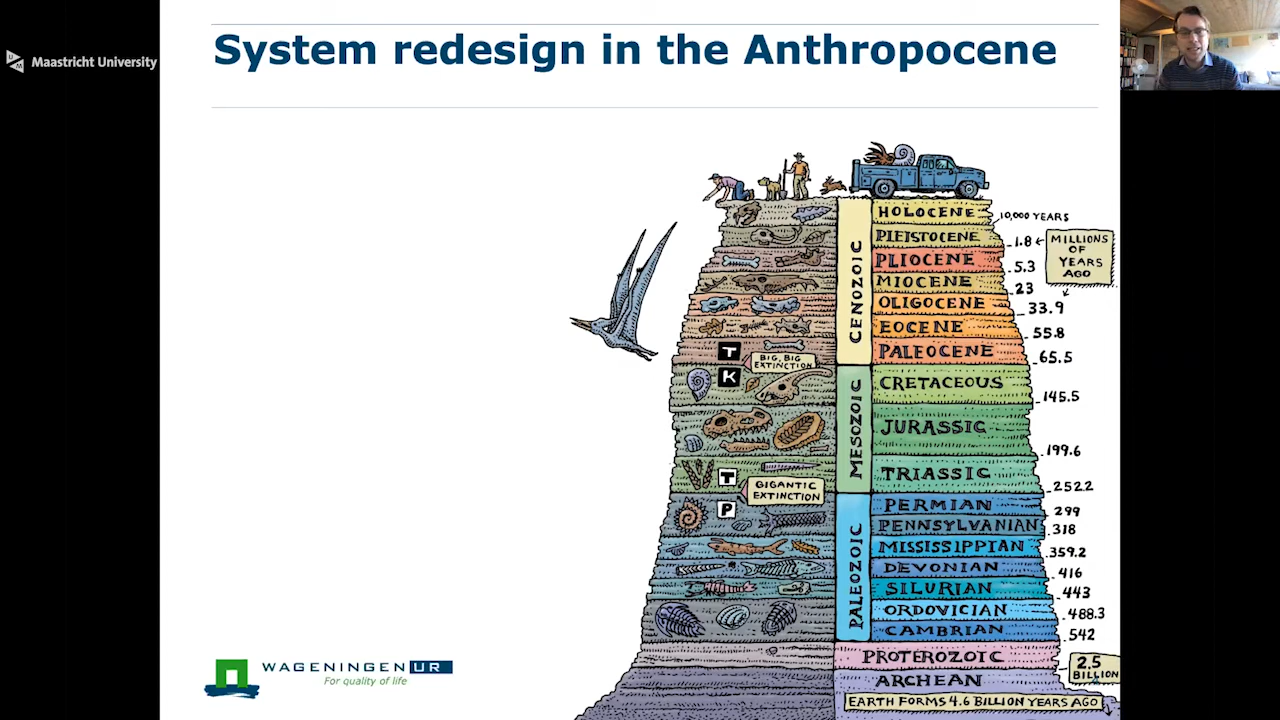 System redesign in the Anthropocene
Maastricht University
HOLOCENE
10,000 YEARS
PLEISTOCENE
1.8
MILLIONS
OF
YEARS
AGO
PLIOCENE
5.3
MIOCENE
23
OLIGOCENE
33.9
EOCENE
55.8
PALEOCENE
65.5
CENOZOIC
T
BIG, BIG
EXTINCTION
K
CRETACEOUS
145.5
JURASSIC
199.6
TRIASSIC
252.2
MESOZOIC
T
GIGANTIC
EXTINCTION
P
PERMIAN
299
PENNSYLVANIAN
318
MISSISSIPPIAN
359.2
DEVONIAN
416
SILURIAN
443
ORDOVICIAN
488.3
CAMBRIAN
542
PALEOZOIC
PROTEROZOIC
2.5
BILLION
ARCHEAN
EARTH FORMS 4.6 BILLION YEARS AGO
WAGENINGEN UR
For quality of life